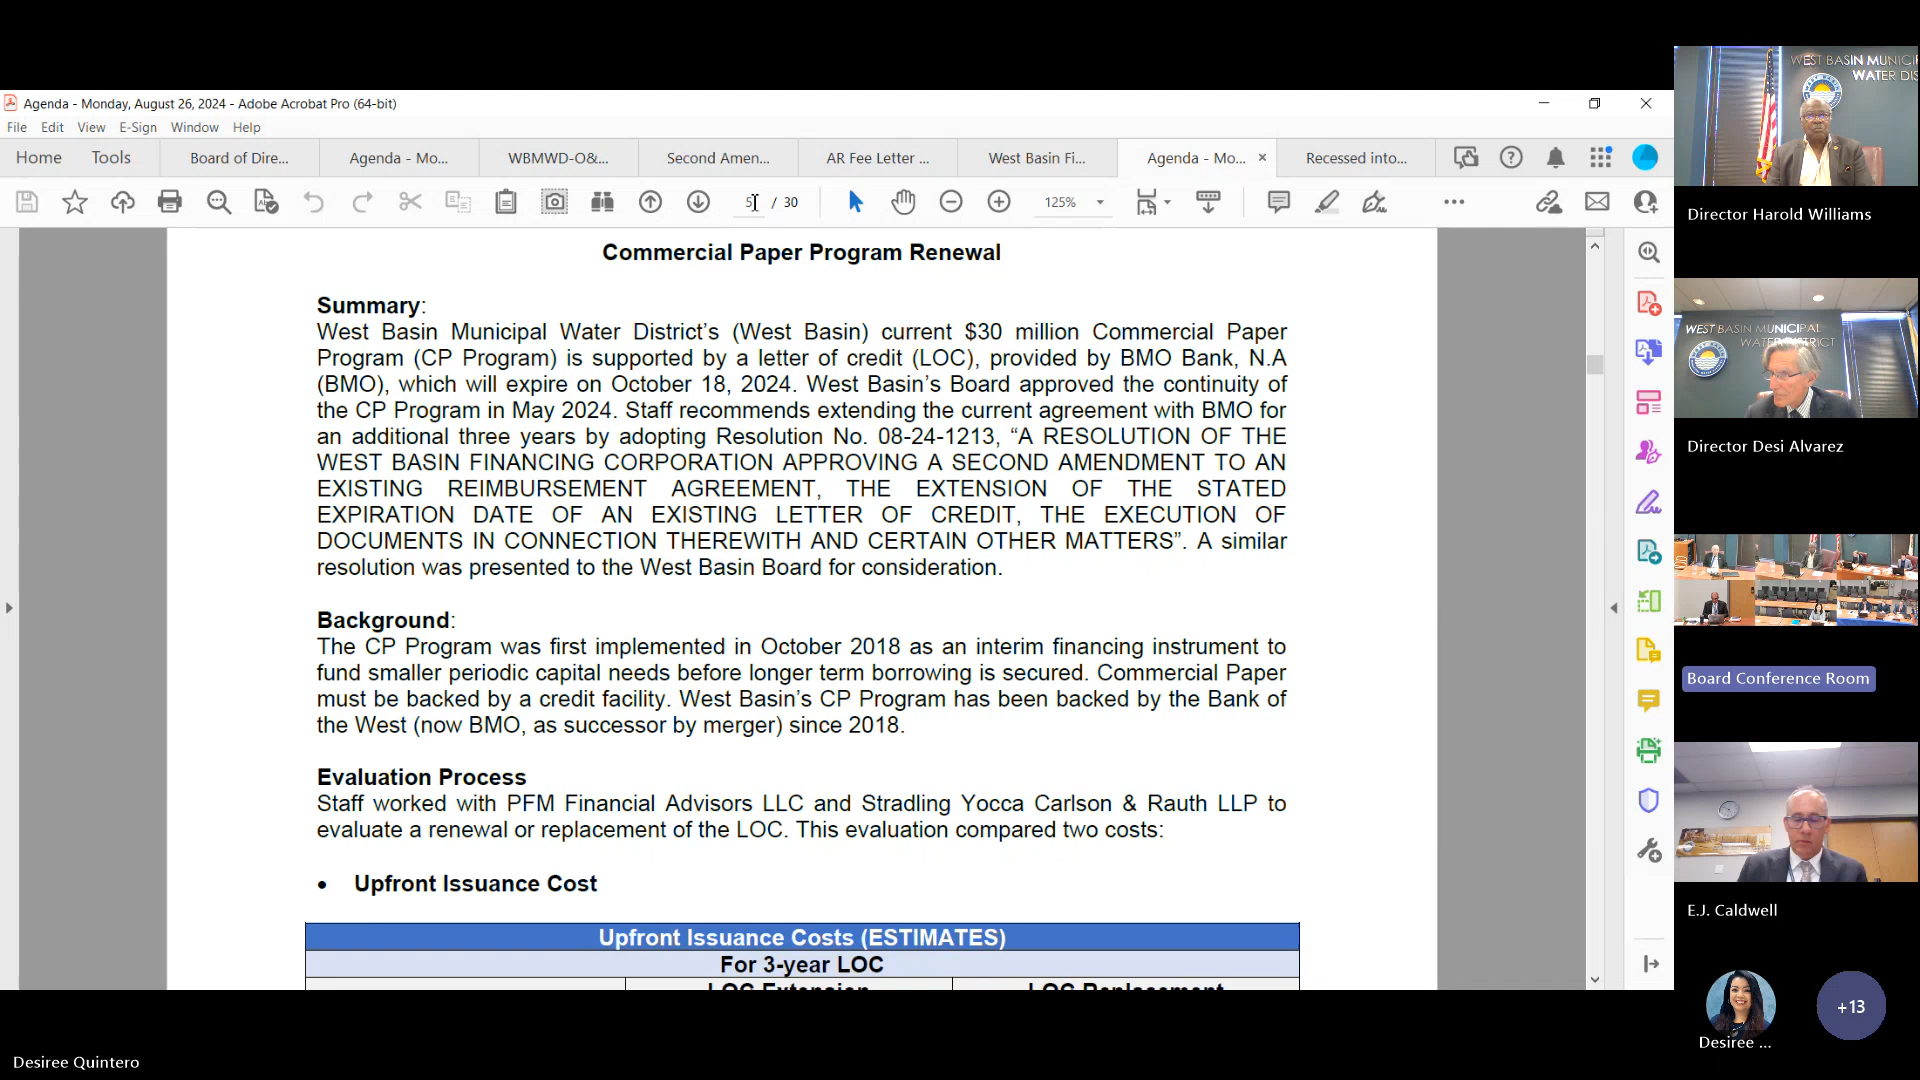 Agenda - Monday, August 26, 2024 - Adobe Acrobat Pro (64-bit)
File Edit View E-Sign Window Help
Home Tools Board of Dire... Agenda - Mo... WBMWD-O&... Second Amen... AR Fee Letter ... West Basin Fi... Agenda - Mo... × Recessed into...
5 / 30 125%
Commercial Paper Program Renewal
Summary:
West Basin Municipal Water District’s (West Basin) current $30 million Commercial Paper
Program (CP Program) is supported by a letter of credit (LOC), provided by BMO Bank, N.A
(BMO), which will expire on October 18, 2024. West Basin’s Board approved the continuity of
the CP Program in May 2024. Staff recommends extending the current agreement with BMO for
an additional three years by adopting Resolution No. 08-24-1213, “A RESOLUTION OF THE
WEST BASIN FINANCING CORPORATION APPROVING A SECOND AMENDMENT TO AN
EXISTING REIMBURSEMENT AGREEMENT, THE EXTENSION OF THE STATED
EXPIRATION DATE OF AN EXISTING LETTER OF CREDIT, THE EXECUTION OF
DOCUMENTS IN CONNECTION THEREWITH AND CERTAIN OTHER MATTERS”. A similar
resolution was presented to the West Basin Board for consideration.
Background:
The CP Program was first implemented in October 2018 as an interim financing instrument to
fund smaller periodic capital needs before longer term borrowing is secured. Commercial Paper
must be backed by a credit facility. West Basin’s CP Program has been backed by the Bank of
the West (now BMO, as successor by merger) since 2018.
Evaluation Process
Staff worked with PFM Financial Advisors LLC and Stradling Yocca Carlson & Rauth LLP to
evaluate a renewal or replacement of the LOC. This evaluation compared two costs:
• Upfront Issuance Cost
Upfront Issuance Costs (ESTIMATES)
For 3-year LOC
LOC Extension LOC Replacement
WEST BASIN MUNICI
WATER DIS
Director Harold Williams
WEST BASIN MUNICIPAL
WATER DISTRICT
Director Desi Alvarez
Board Conference Room
E.J. Caldwell
+13
Desiree ...
Desiree Quintero